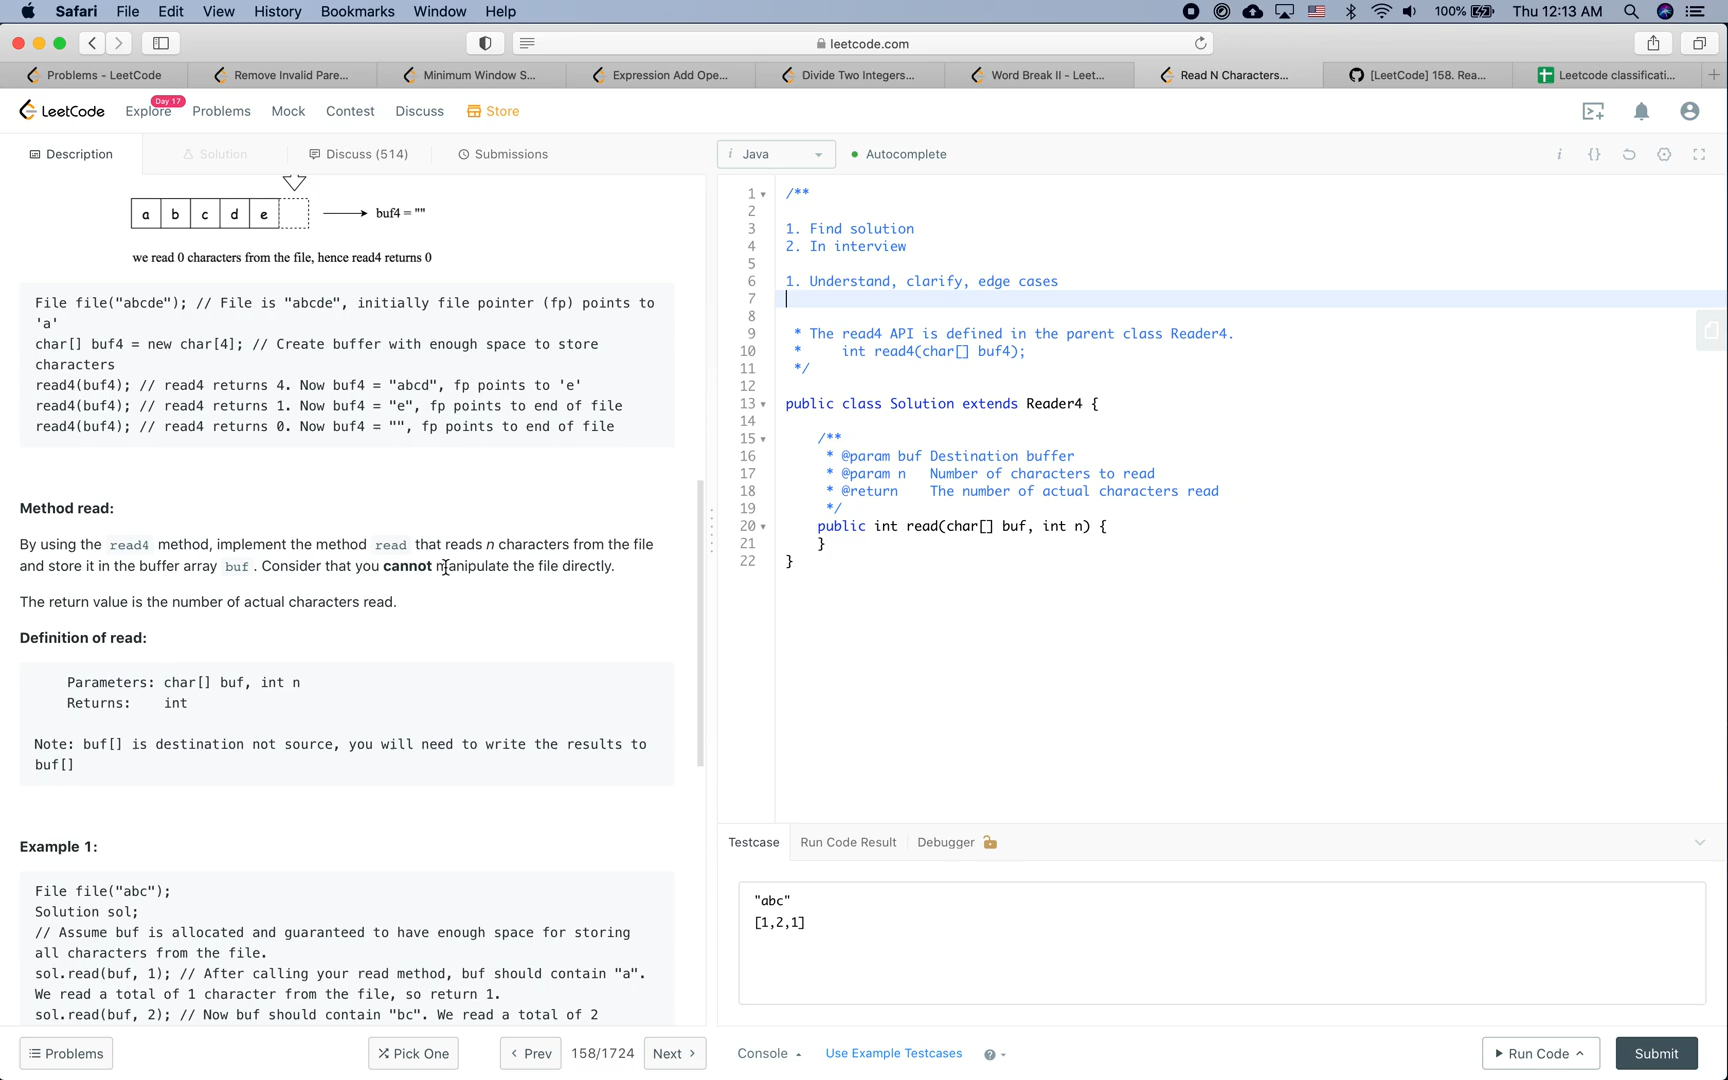 Safari File Edit View History Bookmarks Window Help 100% Thu 12:13 AM
leetcode.com
Problems - LeetCode Remove Invalid Pare... Minimum Window S... Expression Add Ope... Divide Two Integers... Word Break II - Leet... Read N Characters... [LeetCode] 158. Rea... Leetcode classificati...
LeetCode Explore Day 17 Problems Mock Contest Discuss Store
Description Solution Discuss (514) Submissions
a b c d e buf4 = ""
we read 0 characters from the file, hence read4 returns 0
File file("abcde"); // File is "abcde", initially file pointer (fp) points to
'a'
char[] buf4 = new char[4]; // Create buffer with enough space to store
characters
read4(buf4); // read4 returns 4. Now buf4 = "abcd", fp points to 'e'
read4(buf4); // read4 returns 1. Now buf4 = "e", fp points to end of file
read4(buf4); // read4 returns 0. Now buf4 = "", fp points to end of file
Method read:
By using the read4 method, implement the method read that reads n characters from the file
and store it in the buffer array buf . Consider that you cannot manipulate the file directly.
The return value is the number of actual characters read.
Definition of read:
Parameters: char[] buf, int n
Returns: int
Note: buf[] is destination not source, you will need to write the results to
buf[]
Example 1:
File file("abc");
Solution sol;
// Assume buf is allocated and guaranteed to have enough space for storing
all characters from the file.
sol.read(buf, 1); // After calling your read method, buf should contain "a".
We read a total of 1 character from the file, so return 1.
sol.read(buf, 2); // Now buf should contain "bc". We read a total of 2
Problems Pick One < Prev 158/1724 Next >
i Java Autocomplete i {}
1 /**
2
3 1. Find solution
4 2. In interview
5
6 1. Understand, clarify, edge cases
7
8
9 * The read4 API is defined in the parent class Reader4.
10 * int read4(char[] buf4);
11 */
12
13 public class Solution extends Reader4 {
14
15 /**
16 * @param buf Destination buffer
17 * @param n Number of characters to read
18 * @return The number of actual characters read
19 */
20 public int read(char[] buf, int n) {
21 }
22 }
Testcase Run Code Result Debugger
"abc"
[1,2,1]
Console Use Example Testcases ? Run Code Submit